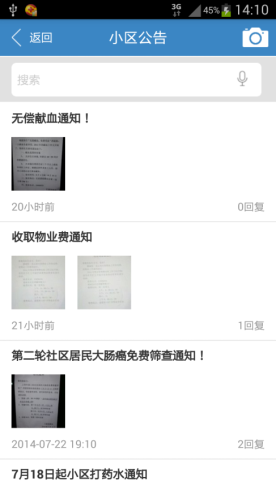 3G 45% 14:10
返回 小区公告
搜索
无偿献血通知！
20小时前 0回复
收取物业费通知
21小时前 1回复
第二轮社区居民大肠癌免费筛查通知！
2014-07-22 19:10 2回复
7月18日起小区打药水通知